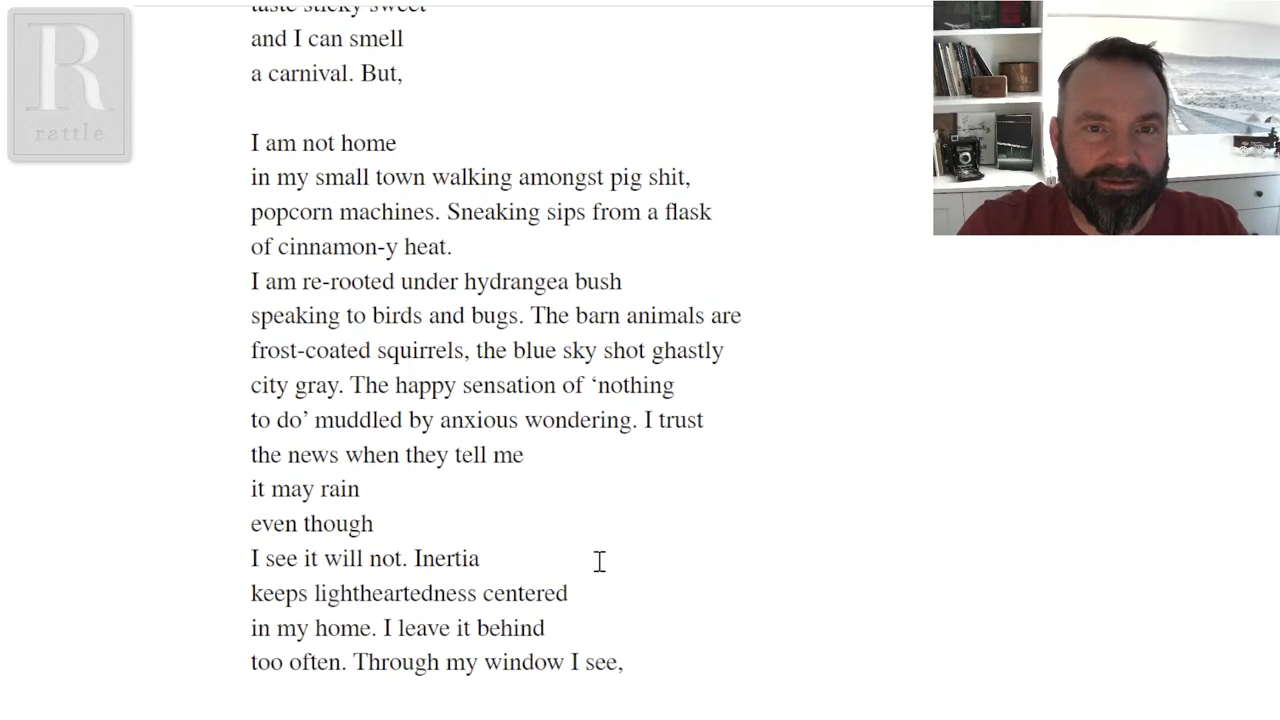 R
rattle
taste sticky sweet
and I can smell
a carnival. But,
I am not home
in my small town walking amongst pig shit,
popcorn machines. Sneaking sips from a flask
of cinnamon-y heat.
I am re-rooted under hydrangea bush
speaking to birds and bugs. The barn animals are
frost-coated squirrels, the blue sky shot ghastly
city gray. The happy sensation of ‘nothing
to do’ muddled by anxious wondering. I trust
the news when they tell me
it may rain
even though
I see it will not. Inertia
keeps lightheartedness centered
in my home. I leave it behind
too often. Through my window I see,